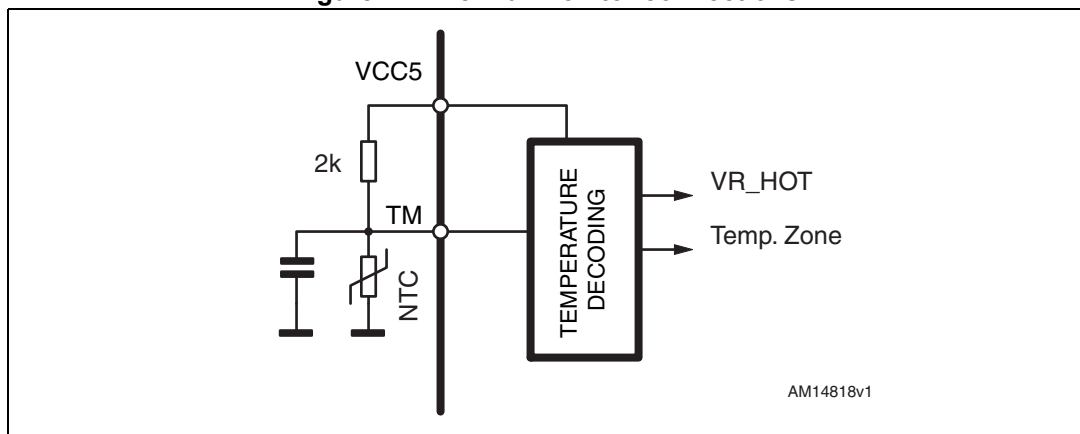 VCC5
2k
TM
NTC
TEMPERATURE
DECODING
VR_HOT
Temp. Zone
AM14818v1